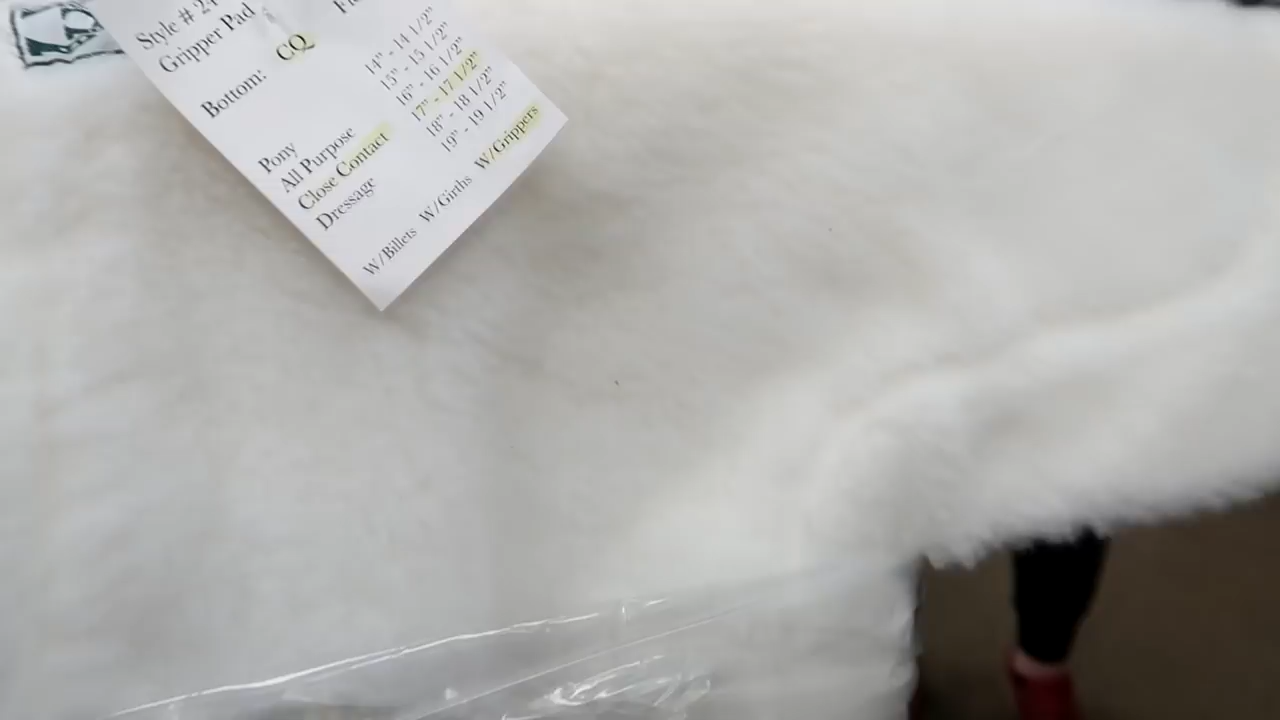 Style #
Gripper Pad
Bottom: CQ
Pony
All Purpose
Close Contact
Dressage
14" - 14 1/2"
15" - 15 1/2"
16" - 16 1/2"
17" - 17 1/2"
18" - 18 1/2"
19" - 19 1/2"
W/Billets W/Girths W/Grippers